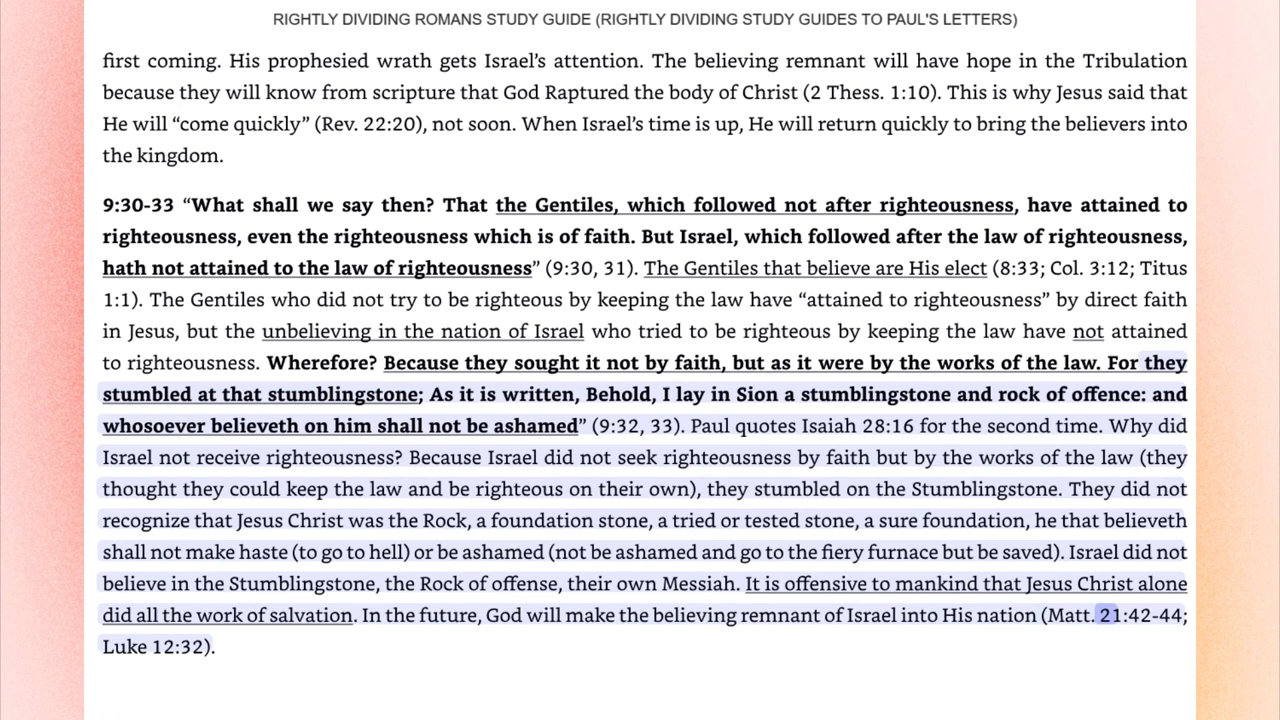 RIGHTLY DIVIDING ROMANS STUDY GUIDE (RIGHTLY DIVIDING STUDY GUIDES TO PAUL'S LETTERS)
first coming. His prophesied wrath gets Israel’s attention. The believing remnant will have hope in the Tribulation
because they will know from scripture that God Raptured the body of Christ (2 Thess. 1:10). This is why Jesus said that
He will “come quickly” (Rev. 22:20), not soon. When Israel’s time is up, He will return quickly to bring the believers into
the kingdom.
9:30-33 “What shall we say then? That the Gentiles, which followed not after righteousness, have attained to
righteousness, even the righteousness which is of faith. But Israel, which followed after the law of righteousness,
hath not attained to the law of righteousness” (9:30, 31). The Gentiles that believe are His elect (8:33; Col. 3:12; Titus
1:1). The Gentiles who did not try to be righteous by keeping the law have “attained to righteousness” by direct faith
in Jesus, but the unbelieving in the nation of Israel who tried to be righteous by keeping the law have not attained
to righteousness. Wherefore? Because they sought it not by faith, but as it were by the works of the law. For they
stumbled at that stumblingstone; As it is written, Behold, I lay in Sion a stumblingstone and rock of offence: and
whosoever believeth on him shall not be ashamed” (9:32, 33). Paul quotes Isaiah 28:16 for the second time. Why did
Israel not receive righteousness? Because Israel did not seek righteousness by faith but by the works of the law (they
thought they could keep the law and be righteous on their own), they stumbled on the Stumblingstone. They did not
recognize that Jesus Christ was the Rock, a foundation stone, a tried or tested stone, a sure foundation, he that believeth
shall not make haste (to go to hell) or be ashamed (not be ashamed and go to the fiery furnace but be saved). Israel did not
believe in the Stumblingstone, the Rock of offense, their own Messiah. It is offensive to mankind that Jesus Christ alone
did all the work of salvation. In the future, God will make the believing remnant of Israel into His nation (Matt. 21:42-44;
Luke 12:32).